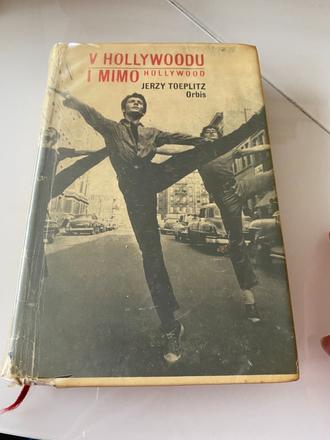 V HOLLYWOODU
I MIMO HOLLYWOOD
JERZY TOEPLITZ
Orbis